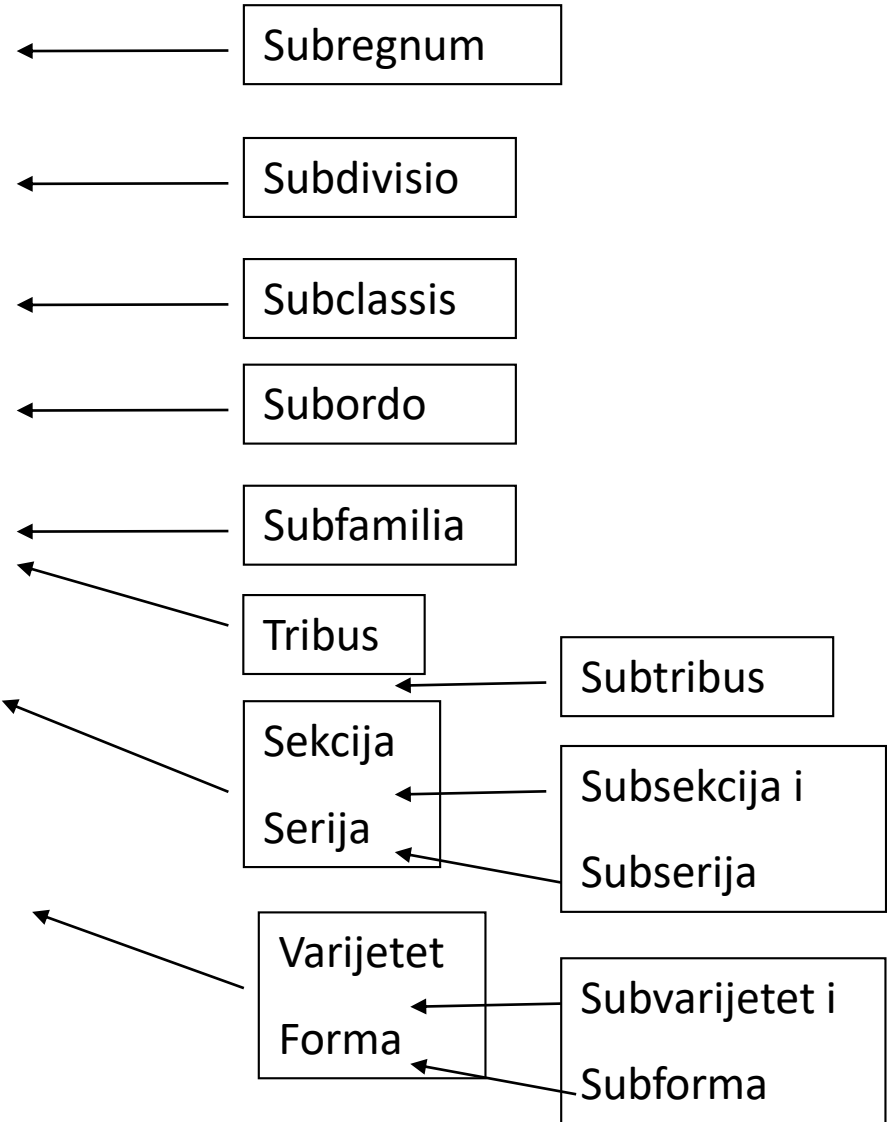 Subregnum
Subdivisio
Subclassis
Subordo
Subfamilia
Tribus
Subtribus
Sekcija
Serija
Subsekcija i
Subserija
Varijetet
Forma
Subvarijetet i
Subforma